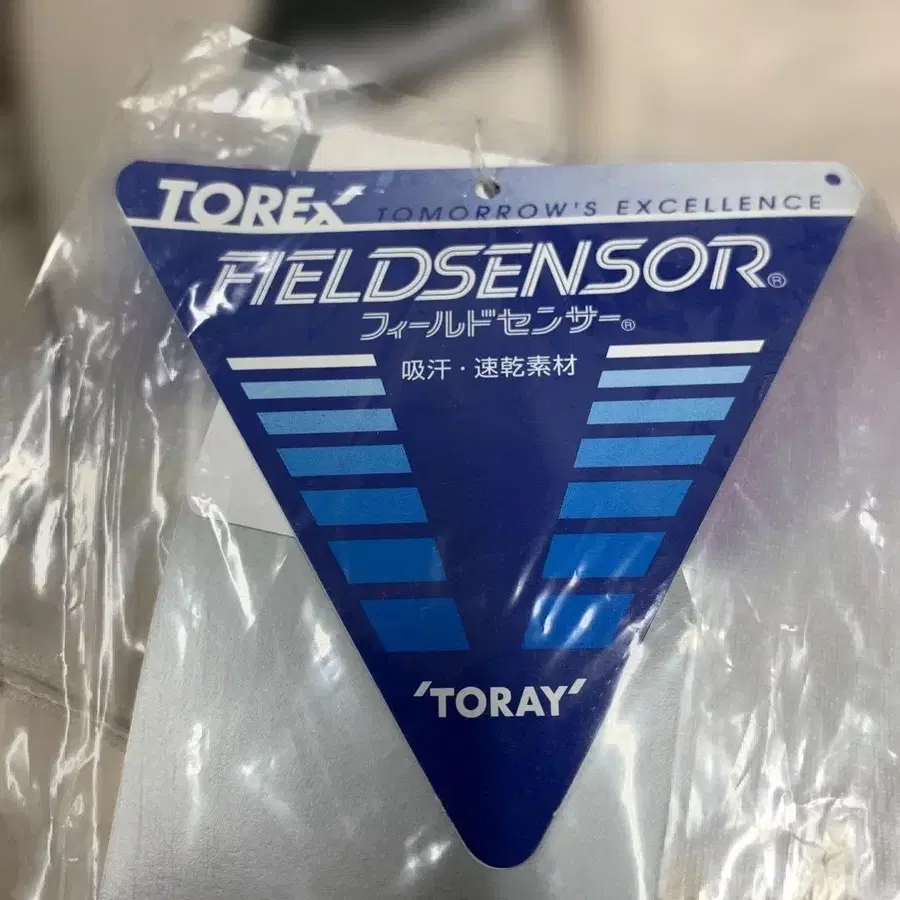 TOREX' TOMORROW'S EXCELLENCE
FIELDSENSOR®
フィールドセンサー®
吸汗・速乾素材
'TORAY'